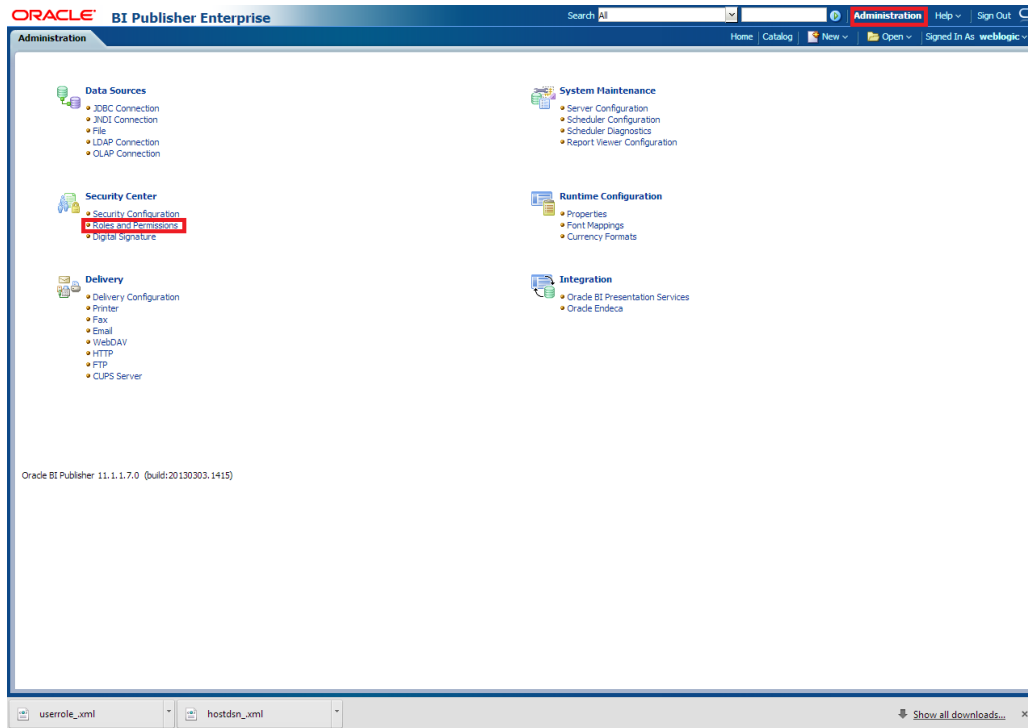 ORACLE BI Publisher Enterprise
Search All Administration Help Sign Out
Administration
Home Catalog New Open Signed In As weblogic
Data Sources
JDBC Connection
JNDI Connection
File
LDAP Connection
OLAP Connection
System Maintenance
Server Configuration
Scheduler Configuration
Scheduler Diagnostics
Report Viewer Configuration
Security Center
Security Configuration
Roles and Permissions
Digital Signature
Runtime Configuration
Properties
Font Mappings
Currency Formats
Delivery
Delivery Configuration
Printer
Fax
Email
WebDAV
HTTP
FTP
CUPS Server
Integration
Oracle BI Presentation Services
Oracle Endeca
Oracle BI Publisher 11.1.1.7.0 (build:20130303.1415)
userrole_.xml hostdsn_.xml Show all downloads...